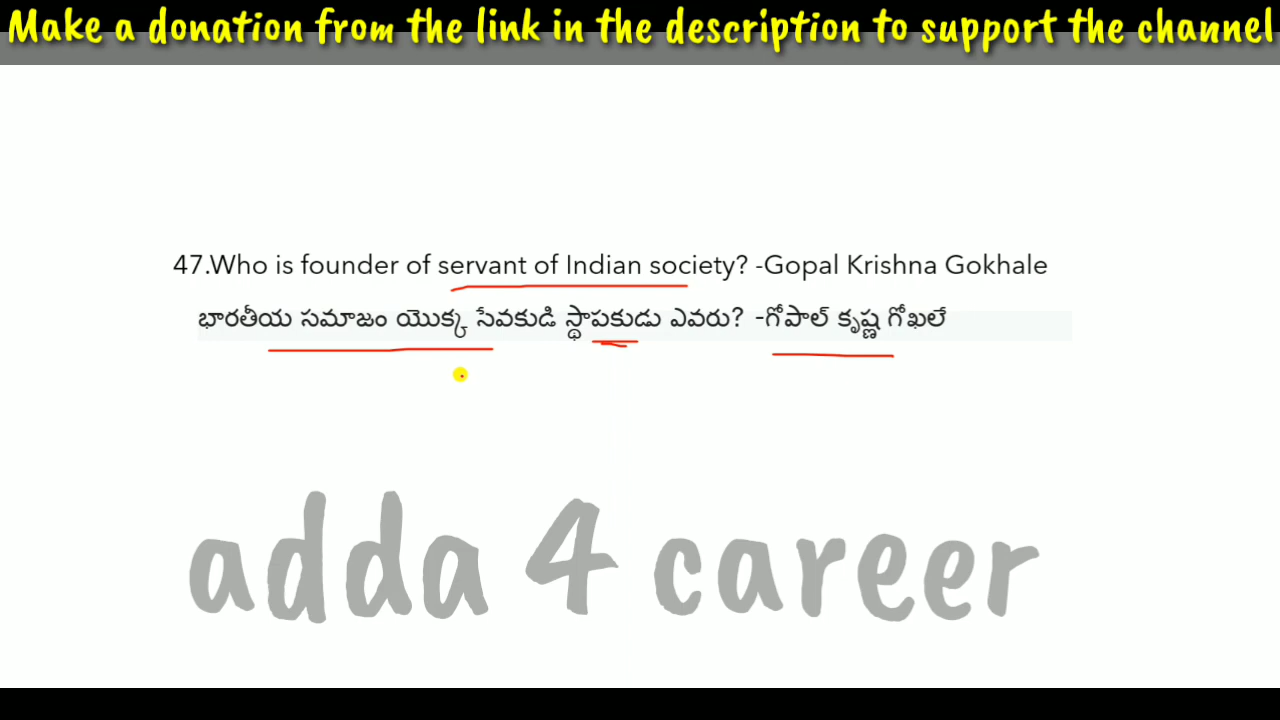 Make a donation from the link in the description to support the channel
47.Who is founder of servant of Indian society? -Gopal Krishna Gokhale
భారతీయ సమాజం యొక్క సేవకుడి స్థాపకుడు ఎవరు? -గోపాల్ కృష్ణ గోఖలే
adda 4 career